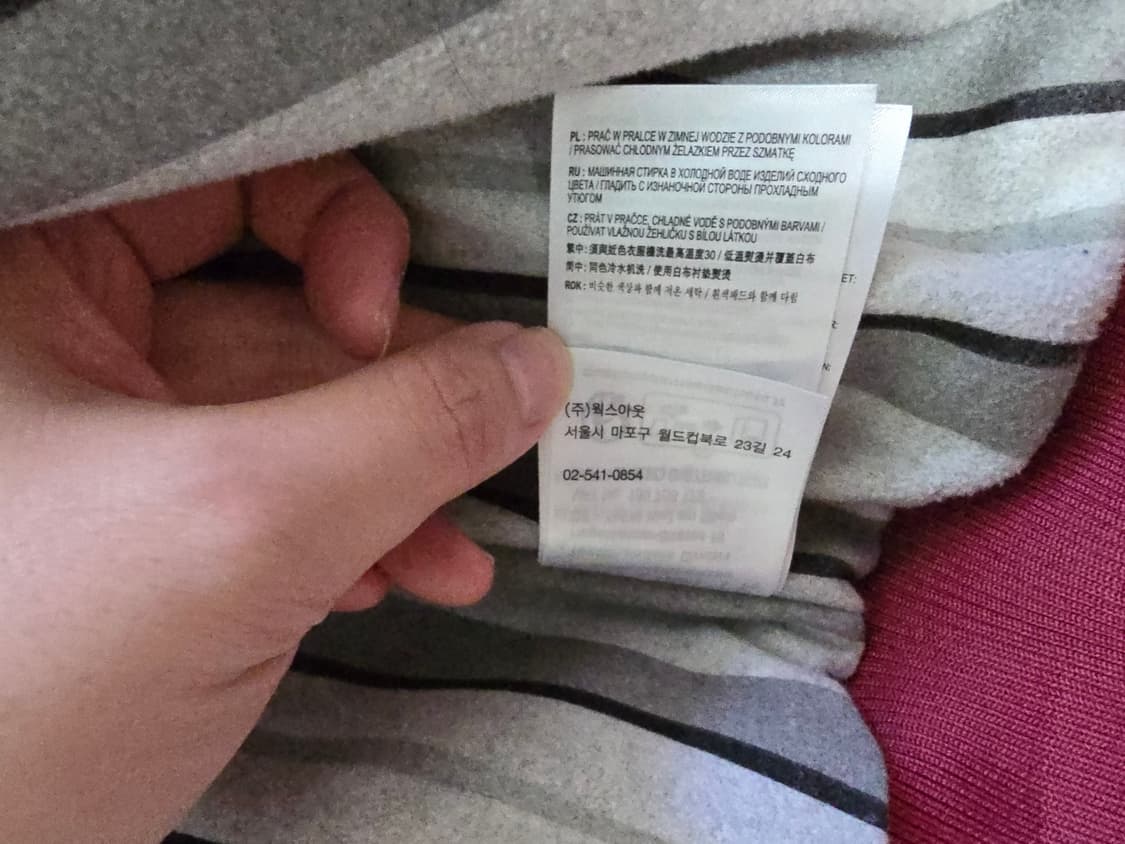 PL : PRAĆ W PRALCE W ZIMNEJ WODZIE Z PODOBNYMI KOLORAMI
/ PRASOWAĆ CHŁODNYM ŻELAZKIEM PRZEZ SZMATKĘ
RU : МАШИННАЯ СТИРКА В ХОЛОДНОЙ ВОДЕ ИЗДЕЛИЙ СХОДНОГО
ЦВЕТА / ГЛАДИТЬ С ИЗНАНОЧНОЙ СТОРОНЫ ПРОХЛАДНЫМ
УТЮГОМ
CZ : PRÁT V PRAČCE, CHLADNÉ VODĚ S PODOBNÝMI BARVAMI /
POUŽÍVAT VLAŽNOU ŽEHLIČKU S BÍLOU LÁTKOU
繁中: 須與近色衣服機洗最高溫度30 / 低溫熨燙并覆蓋白布
简中: 同色冷水机洗 / 使用白布衬垫熨烫
ROK : 비슷한 색상과 함께 저온 세탁 / 흰색패드와 함께 다림
ET:
R:
N:
(주)웍스아웃
서울시 마포구 월드컵북로 23길 24
02-541-0854